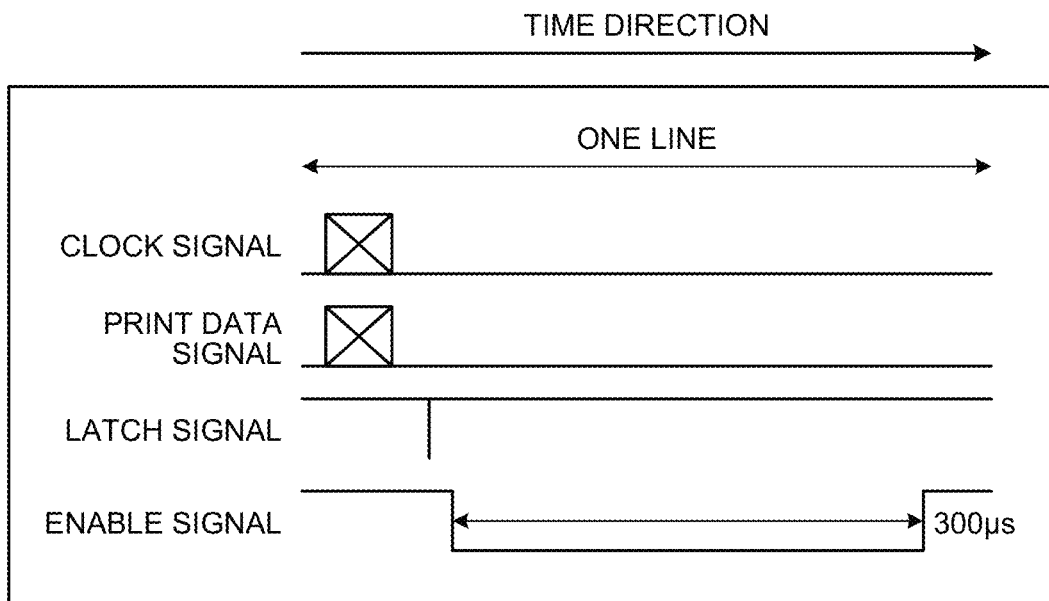 TIME DIRECTION
ONE LINE
CLOCK SIGNAL
PRINT DATA
SIGNAL
LATCH SIGNAL
ENABLE SIGNAL
300µs